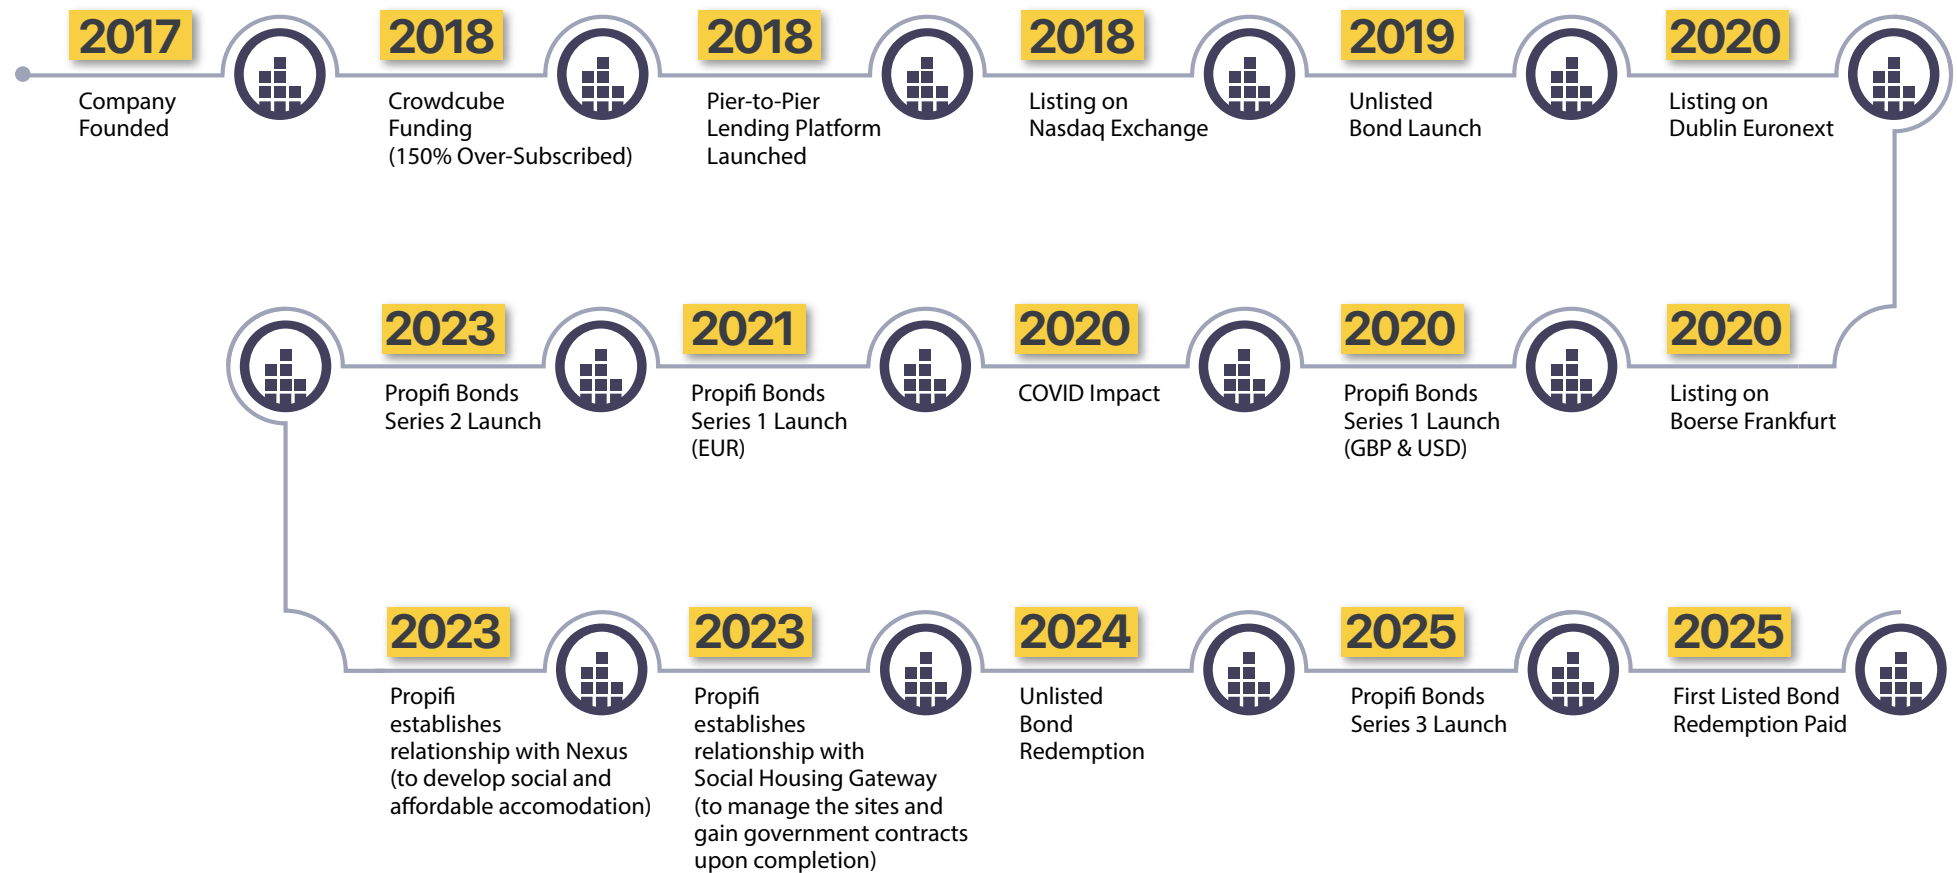 2017
Company
Founded
2018
Crowdcube
Funding
(150% Over-Subscribed)
2018
Pier-to-Pier
Lending Platform
Launched
2018
Listing on
Nasdaq Exchange
2019
Unlisted
Bond Launch
2020
Listing on
Dublin Euronext
2020
Listing on
Boerse Frankfurt
2020
Propifi Bonds
Series 1 Launch
(GBP & USD)
2020
COVID Impact
2021
Propifi Bonds
Series 1 Launch
(EUR)
2023
Propifi Bonds
Series 2 Launch
2023
Propifi
establishes
relationship with Nexus
(to develop social and
affordable accomodation)
2023
Propifi
establishes
relationship with
Social Housing Gateway
(to manage the sites and
gain government contracts
upon completion)
2024
Unlisted
Bond
Redemption
2025
Propifi Bonds
Series 3 Launch
2025
First Listed Bond
Redemption Paid